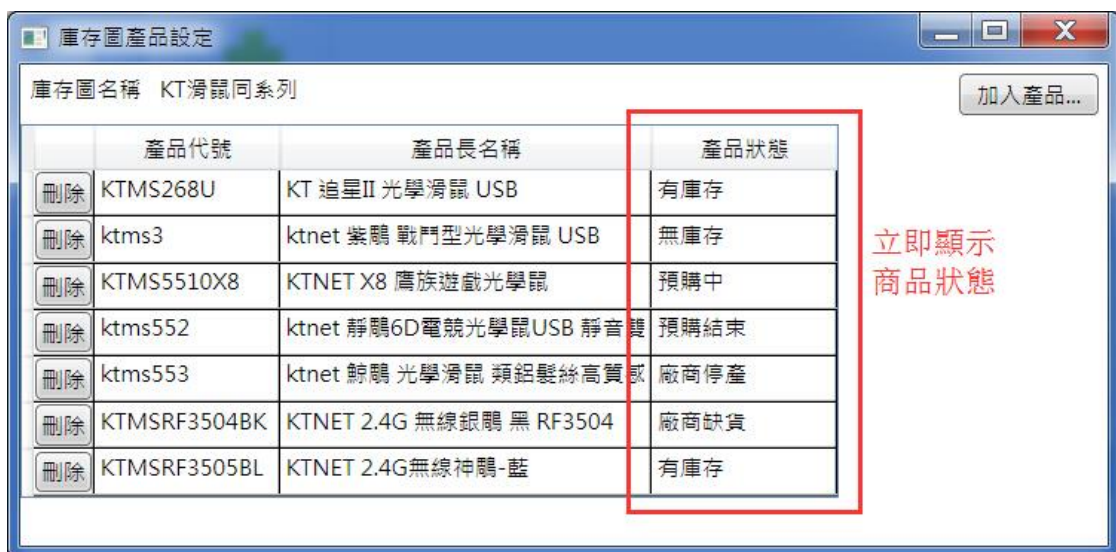 庫存圖產品設定
庫存圖名稱 KT滑鼠同系列
加入產品...
產品代號 產品長名稱 產品狀態
刪除 KTMS268U KT 追星II 光學滑鼠 USB 有庫存
刪除 ktms3 ktnet 紫鵰 戰鬥型光學滑鼠 USB 無庫存
刪除 KTMS5510X8 KTNET X8 鷹族遊戲光學鼠 預購中
刪除 ktms552 ktnet 靜鵰6D電競光學鼠USB 靜音雙 預購結束
刪除 ktms553 ktnet 鯨鵰 光學滑鼠 類鋁髮絲高質感 廠商停產
刪除 KTMSRF3504BK KTNET 2.4G 無線銀鵰 黑 RF3504 廠商缺貨
刪除 KTMSRF3505BL KTNET 2.4G無線神鵰-藍 有庫存
立即顯示
商品狀態